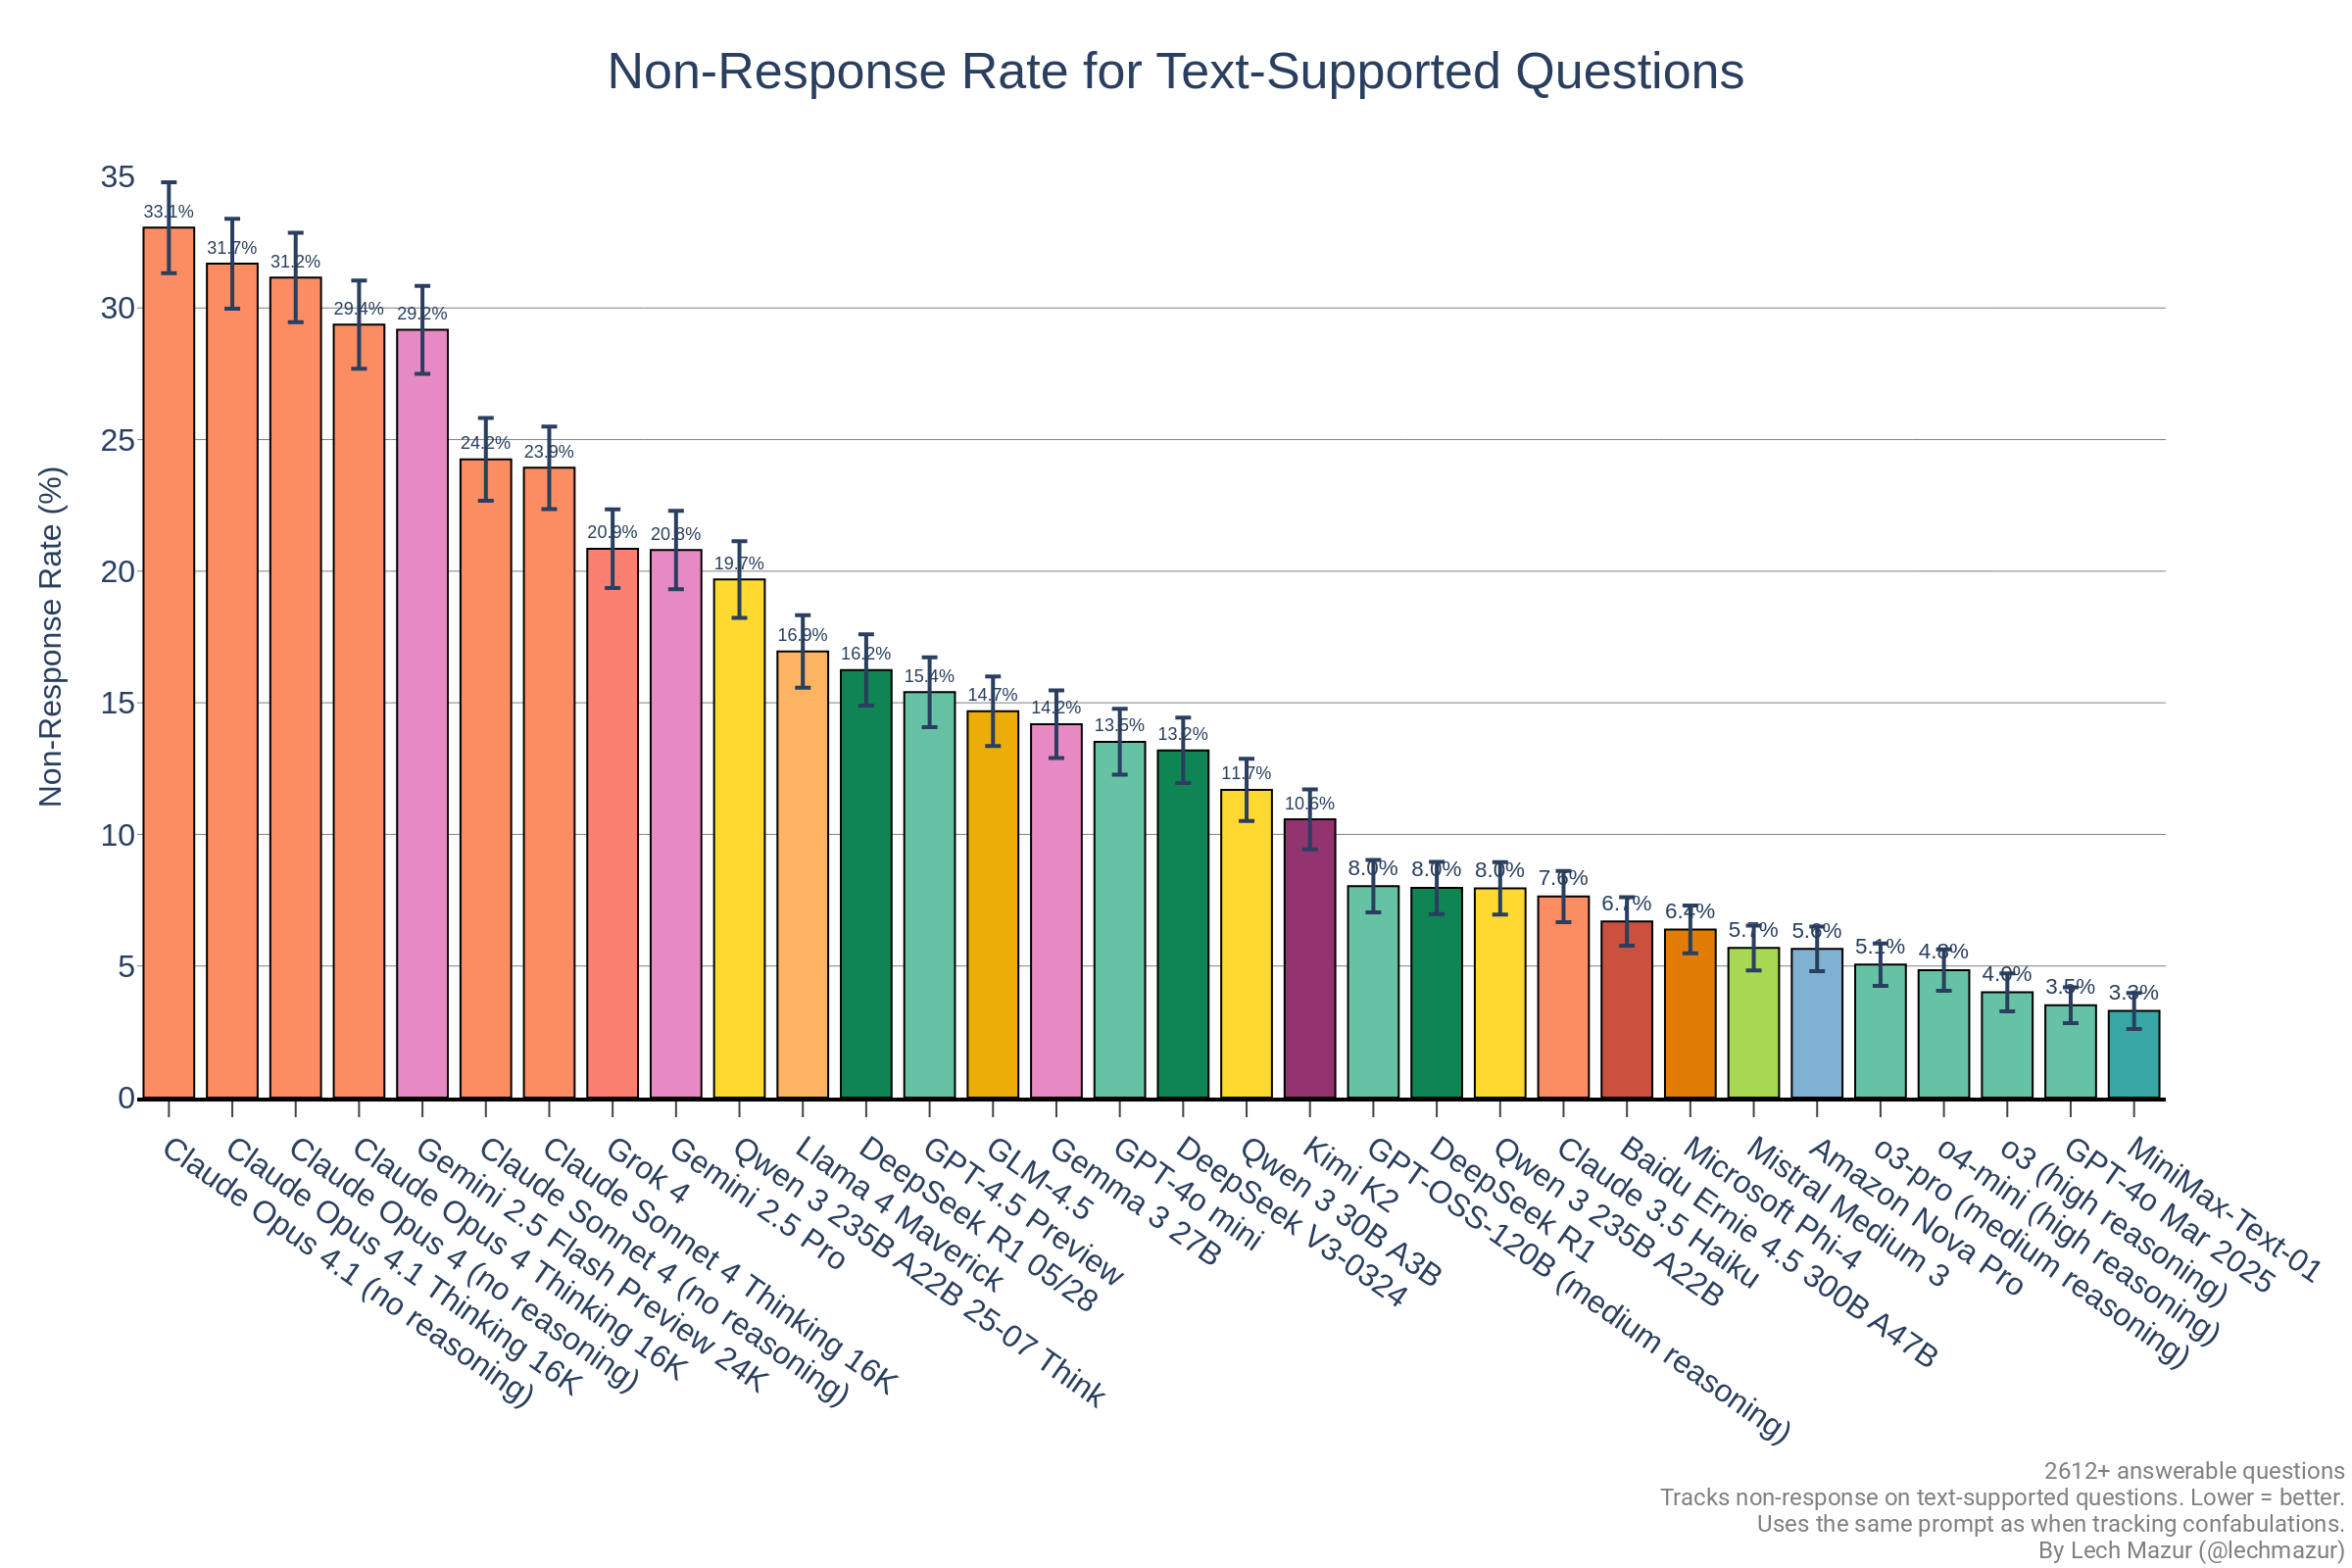 Non-Response Rate for Text-Supported Questions
Non-Response Rate (%)
35
30
25
20
15
10
5
0
33.1%
31.7%
31.2%
29.4%
29.2%
24.2%
23.9%
20.9%
20.8%
19.7%
16.9%
16.2%
15.4%
14.7%
14.2%
13.5%
13.2%
11.7%
10.6%
8.0%
8.0%
8.0%
7.6%
6.7%
6.4%
5.7%
5.6%
5.1%
4.8%
4.0%
3.5%
3.3%
Claude Opus 4.1 (no reasoning)
Claude Opus 4.1 Thinking 16K
Claude Opus 4 (no reasoning)
Claude Opus 4 Thinking 16K
Gemini 2.5 Flash Preview 24K
Claude Sonnet 4 (no reasoning)
Claude Sonnet 4 Thinking 16K
Grok 4
Gemini 2.5 Pro
Qwen 3 235B A22B 25-07 Think
Llama 4 Maverick
DeepSeek R1 05/28
GPT-4.5 Preview
GLM-4.5
Gemma 3 27B
GPT-4o mini
DeepSeek V3-0324
Qwen 3 30B A3B
Kimi K2
GPT-OSS-120B (medium reasoning)
DeepSeek R1
Qwen 3 235B A22B
Claude 3.5 Haiku
Baidu Ernie 4.5 300B A47B
Microsoft Phi-4
Mistral Medium 3
Amazon Nova Pro
o3-pro (medium reasoning)
o4-mini (high reasoning)
o3 (high reasoning)
GPT-4o Mar 2025
MiniMax-Text-01
2612+ answerable questions
Tracks non-response on text-supported questions. Lower = better.
Uses the same prompt as when tracking confabulations.
By Lech Mazur (@lechmazur)